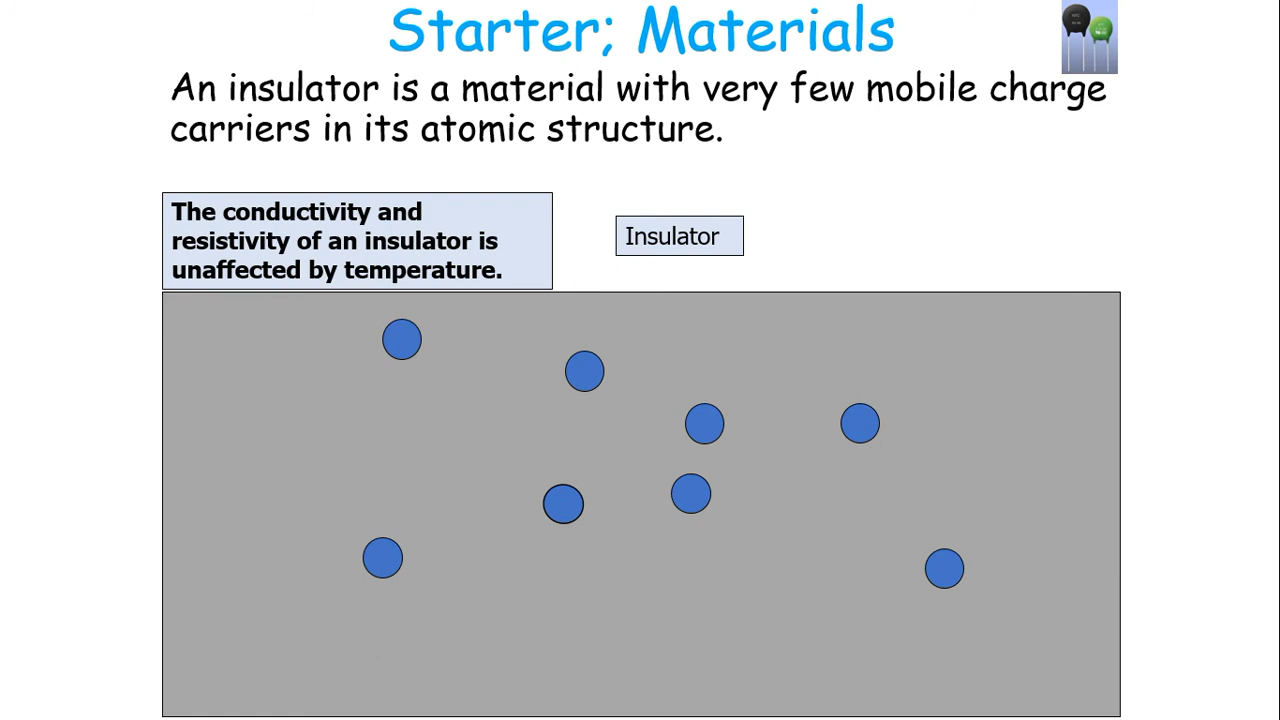 Starter; Materials
An insulator is a material with very few mobile charge
carriers in its atomic structure.
The conductivity and
resistivity of an insulator is
unaffected by temperature.
Insulator